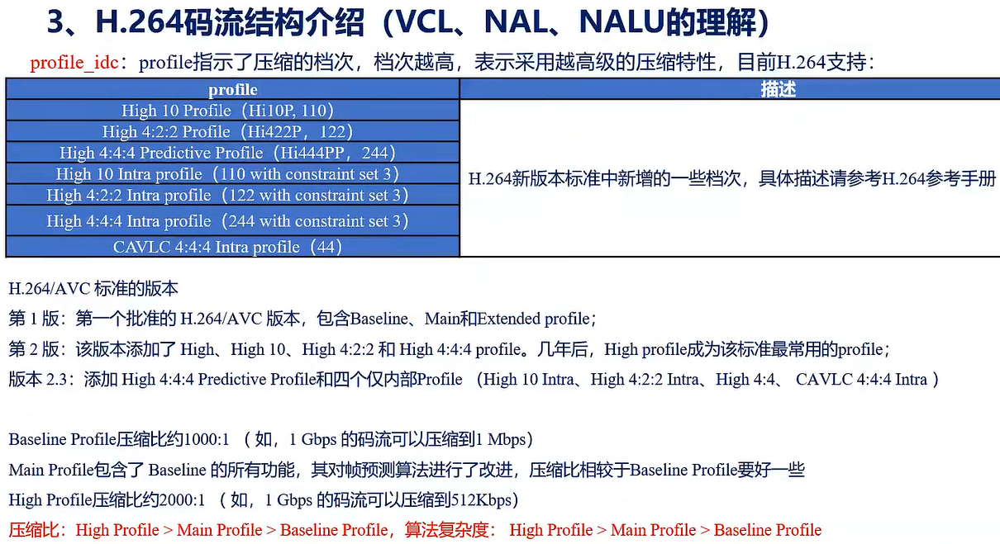 3、H.264码流结构介绍（VCL、NAL、NALU的理解）
profile_idc：profile指示了压缩的档次，档次越高，表示采用越高级的压缩特性，目前H.264支持：
profile
描述
High 10 Profile（Hi10P, 110）
High 4:2:2 Profile（Hi422P，122）
High 4:4:4 Predictive Profile（Hi444PP，244）
High 10 Intra profile（110 with constraint set 3）
High 4:2:2 Intra profile（122 with constraint set 3）
High 4:4:4 Intra profile（244 with constraint set 3）
CAVLC 4:4:4 Intra profile（44）
H.264新版本标准中新增的一些档次，具体描述请参考H.264参考手册
H.264/AVC 标准的版本
第 1 版：第一个批准的 H.264/AVC 版本，包含Baseline、Main和Extended profile；
第 2 版：该版本添加了 High、High 10、High 4:2:2 和 High 4:4:4 profile。几年后，High profile成为该标准最常用的profile；
版本 2.3：添加 High 4:4:4 Predictive Profile和四个仅内部Profile （High 10 Intra、High 4:2:2 Intra、High 4:4、 CAVLC 4:4:4 Intra ）
Baseline Profile压缩比约1000:1 （ 如，1 Gbps 的码流可以压缩到1 Mbps）
Main Profile包含了 Baseline 的所有功能，其对帧预测算法进行了改进，压缩比相较于Baseline Profile要好一些
High Profile压缩比约2000:1 （ 如，1 Gbps 的码流可以压缩到512Kbps）
压缩比：High Profile > Main Profile > Baseline Profile，算法复杂度： High Profile > Main Profile > Baseline Profile